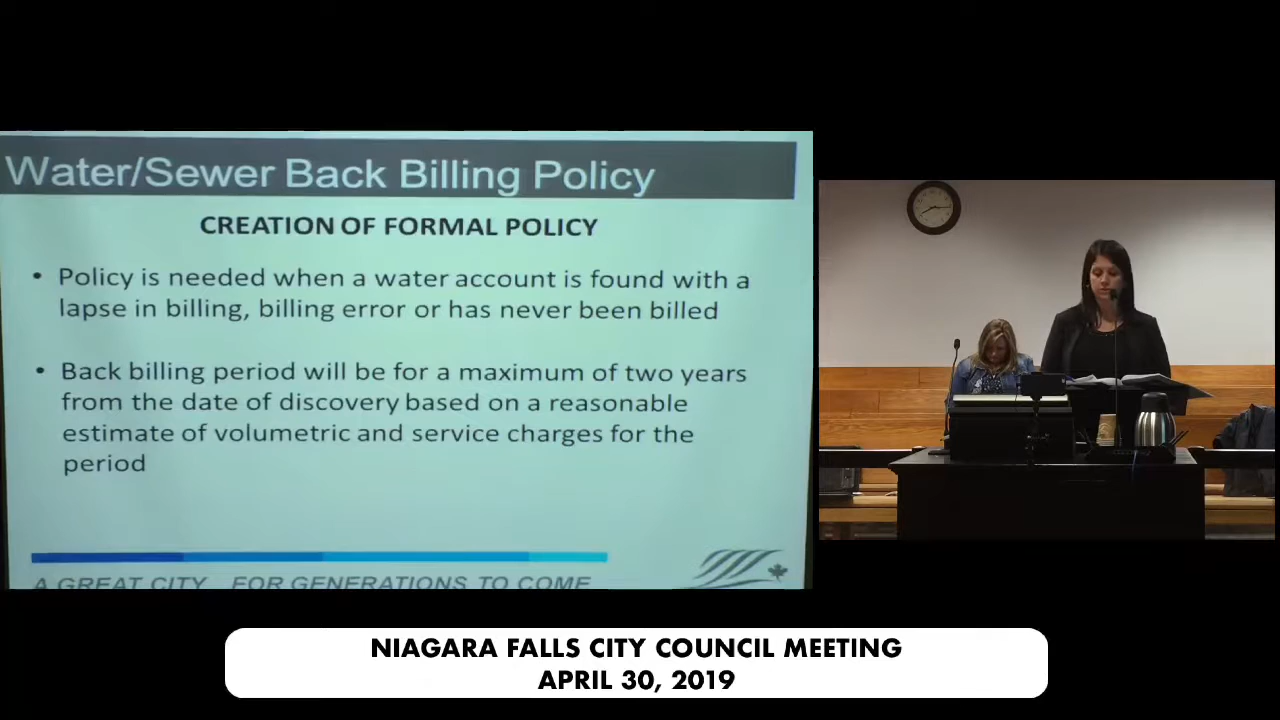 Water/Sewer Back Billing Policy
CREATION OF FORMAL POLICY
• Policy is needed when a water account is found with a
lapse in billing, billing error or has never been billed
• Back billing period will be for a maximum of two years
from the date of discovery based on a reasonable
estimate of volumetric and service charges for the
period
A GREAT CITY FOR GENERATIONS TO COME
NIAGARA FALLS CITY COUNCIL MEETING
APRIL 30, 2019